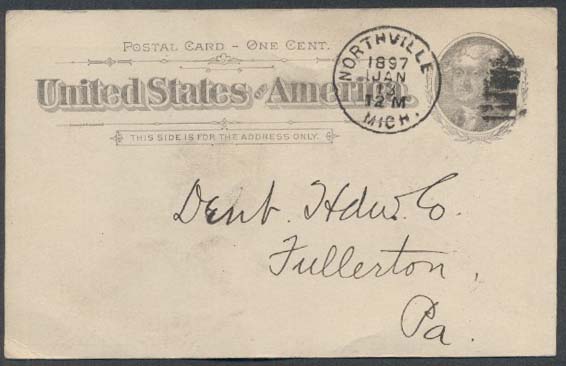 POSTAL CARD - ONE CENT.
United States of America.
THIS SIDE IS FOR THE ADDRESS ONLY.
NORTHVILLE
1897
JAN
13
12 M
MICH.
Dent. Hdw. Co.
Fullerton,
Pa.